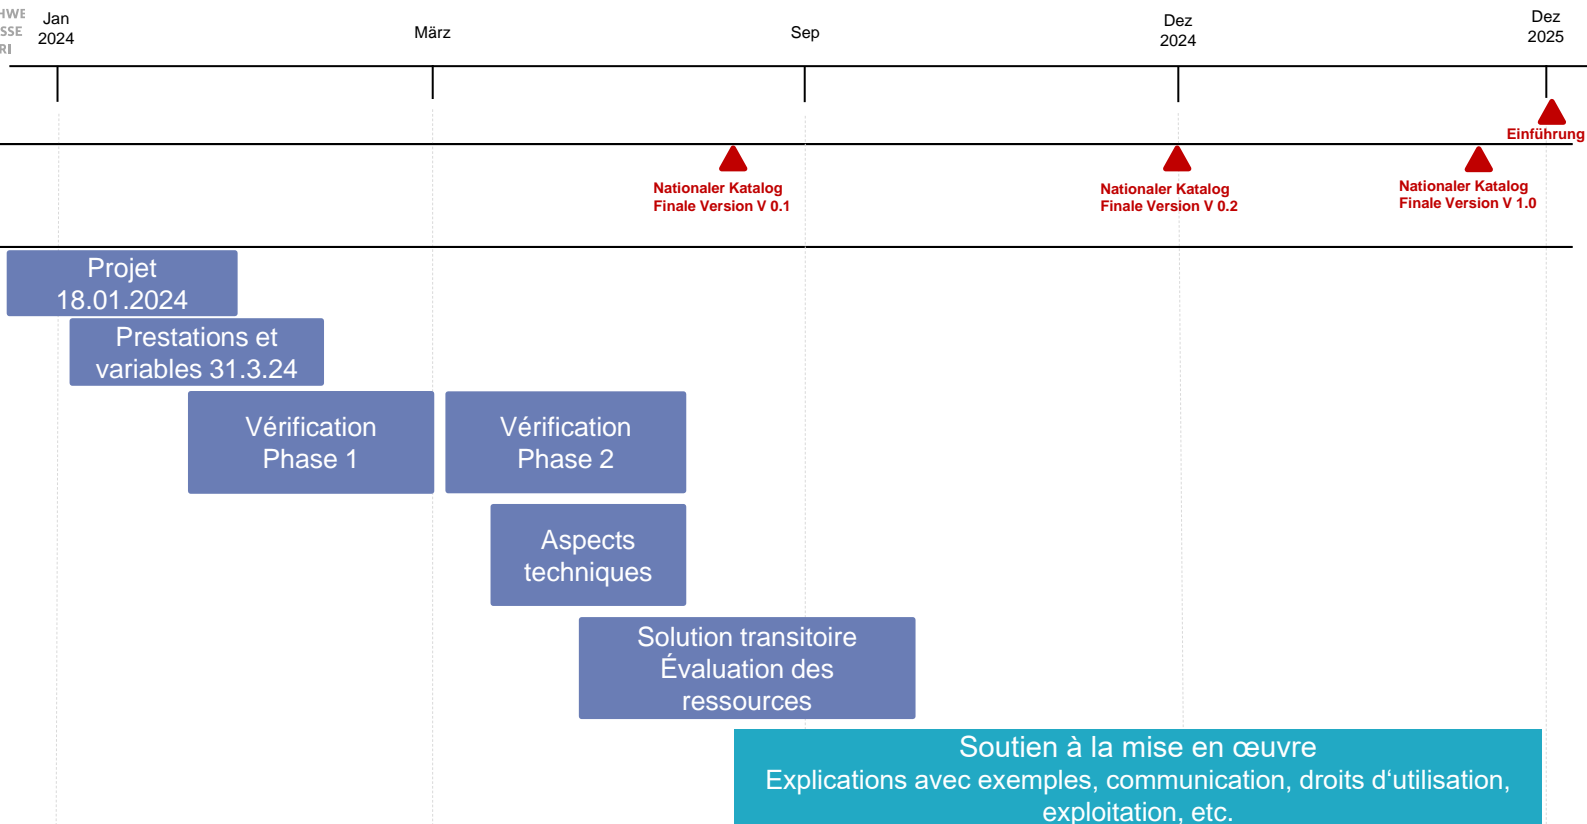 Jan
2024
März
Sep
Dez
2024
Dez
2025
Einführung
Nationaler Katalog
Finale Version V 0.1
Nationaler Katalog
Finale Version V 0.2
Nationaler Katalog
Finale Version V 1.0
Projet
18.01.2024
Prestations et
variables 31.3.24
Vérification
Phase 1
Vérification
Phase 2
Aspects
techniques
Solution transitoire
Évaluation des
ressources
Soutien à la mise en œuvre
Explications avec exemples, communication, droits d‘utilisation,
exploitation, etc.